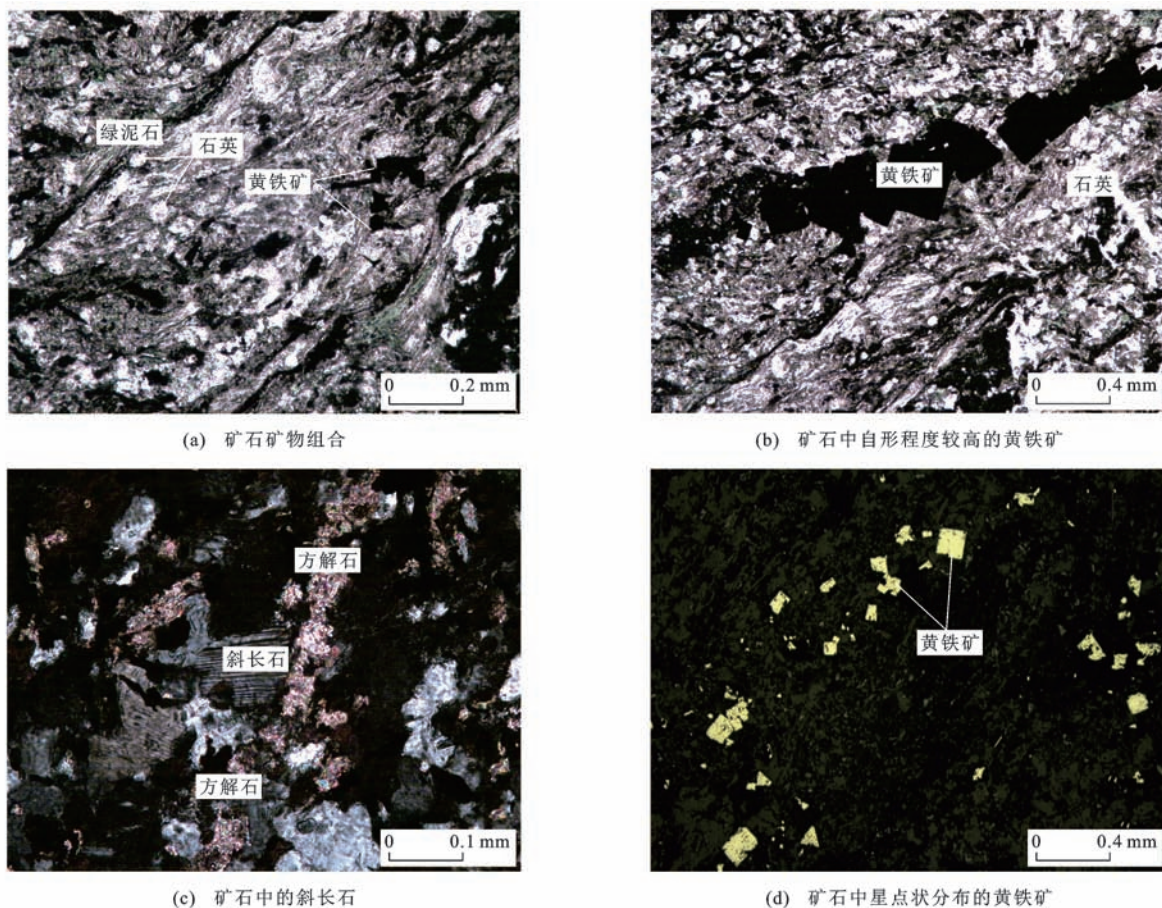 绿泥石
石英
黄铁矿
0 0.2 mm
(a) 矿石矿物组合
黄铁矿
石英
0 0.4 mm
(b) 矿石中自形程度较高的黄铁矿
方解石
斜长石
方解石
0 0.1 mm
(c) 矿石中的斜长石
黄铁矿
0 0.4 mm
(d) 矿石中星点状分布的黄铁矿